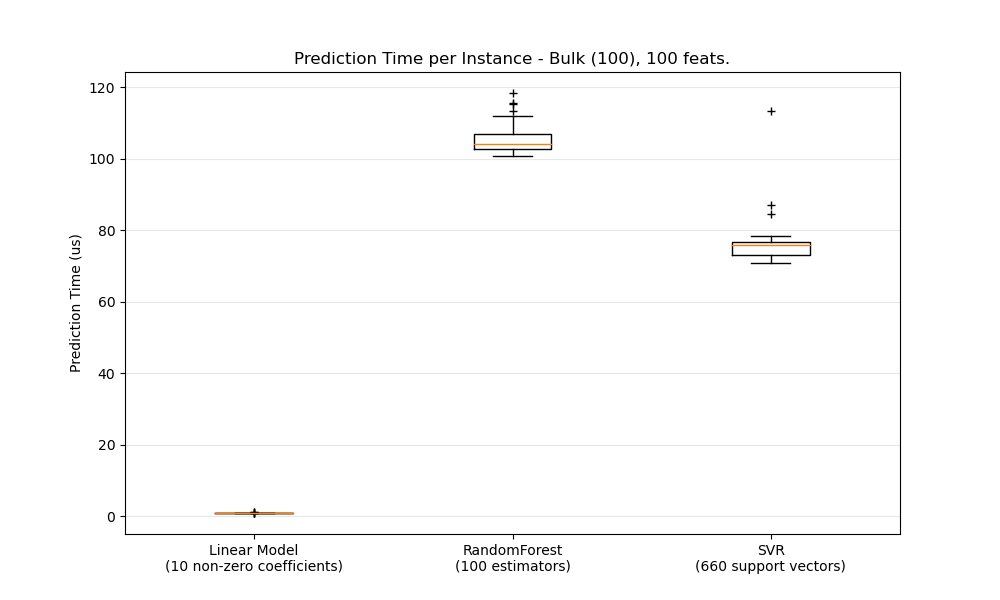 Prediction Time per Instance - Bulk (100), 100 feats.
120
100
80
60
40
20
0
Prediction Time (us)
Linear Model
(10 non-zero coefficients)
RandomForest
(100 estimators)
SVR
(660 support vectors)